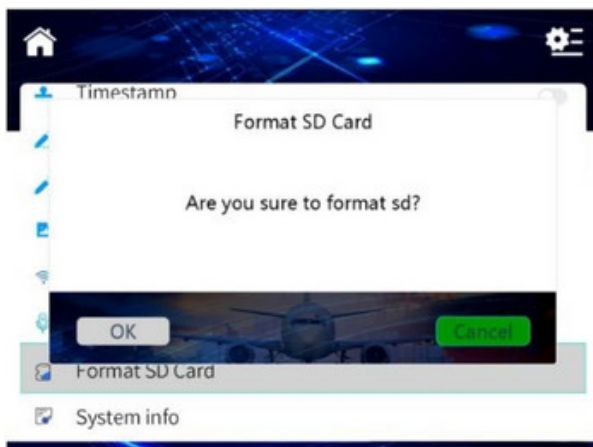 Timestamp
Format SD Card
Are you sure to format sd?
OK
Cancel
Format SD Card
System info